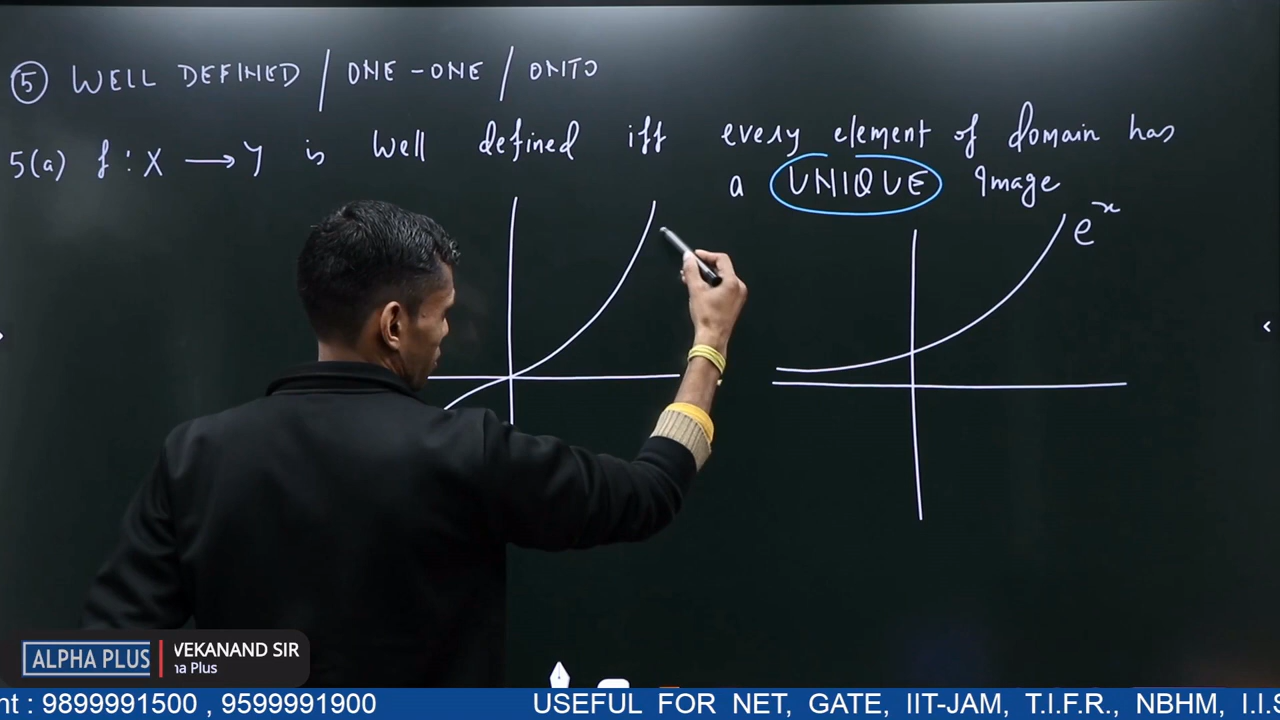 ⑤ WELL DEFINED / ONE-ONE / ONTO
5(a) f : X ⟶ Y is Well defined iff every element of domain has
a UNIQUE Image
e^x
ALPHA PLUS
VEKANAND SIR
na Plus
nt : 9899991500 , 9599991900 USEFUL FOR NET, GATE, IIT-JAM, T.I.F.R., NBHM, I.I.S